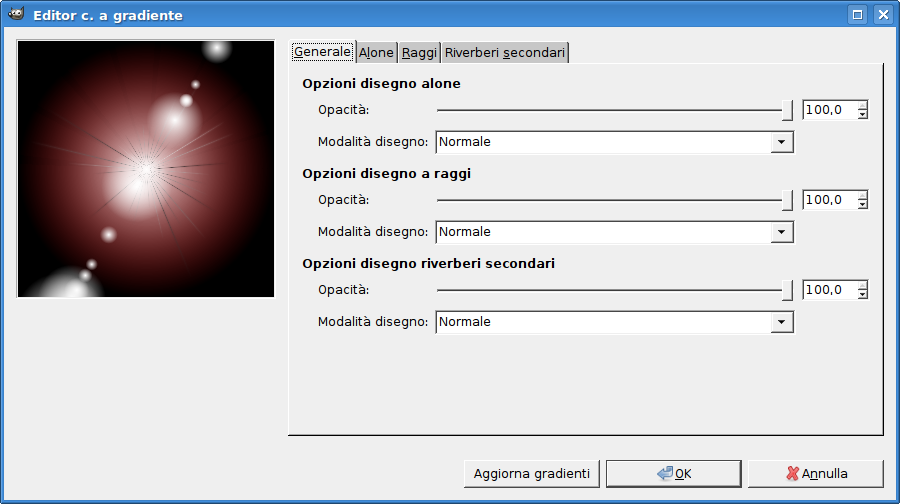 Editor c. a gradiente
Generale Alone Raggi Riverberi secondari
Opzioni disegno alone
Opacità: 100,0
Modalità disegno: Normale
Opzioni disegno a raggi
Opacità: 100,0
Modalità disegno: Normale
Opzioni disegno riverberi secondari
Opacità: 100,0
Modalità disegno: Normale
Aggiorna gradienti OK Annulla